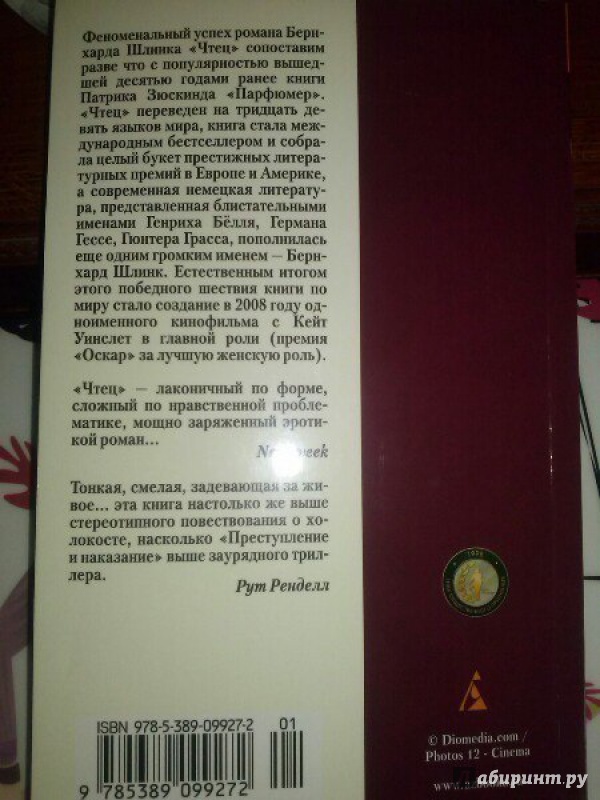 Феноменальный успех романа Берн-
харда Шлинка «Чтец» сопоставим
разве что с популярностью вышед-
шей десятью годами ранее книги
Патрика Зюскинда «Парфюмер».
«Чтец» переведен на тридцать де-
вять языков мира, книга стала меж-
дународным бестселлером и собра-
ла целый букет престижных литера-
турных премий в Европе и Америке,
а современная немецкая литерату-
ра, представленная блистательными
именами Генриха Бёлля, Германа
Гессе, Гюнтера Грасса, пополнилась
еще одним громким именем — Берн-
хард Шлинк. Естественным итогом
этого победного шествия книги по
миру стало создание в 2008 году од-
ноименного кинофильма с Кейт
Уинслет в главной роли (премия
«Оскар» за лучшую женскую роль).
«Чтец» — лаконичный по форме,
сложный по нравственной пробле-
матике, мощно заряженный эроти-
кой роман...
Тонкая, смелая, задевающая за жи-
вое... эта книга настолько же выше
стереотипного повествования о хо-
локосте, насколько «Преступление
и наказание» выше заурядного трил-
лера.
Рут Ренделл
ISBN 978-5-389-09927-2
01
9 785389 099272
© Diomedia.com /
Photos 12 - Cinema
абиринт.ру